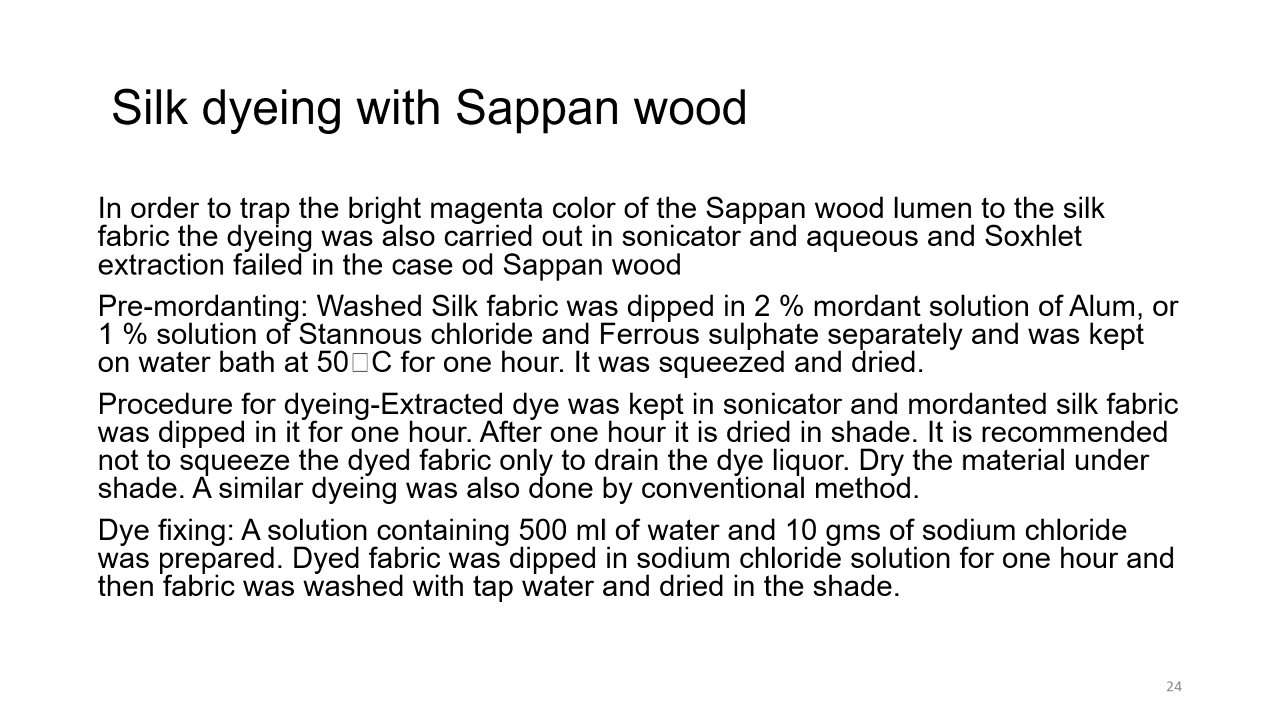 Silk dyeing with Sappan wood
In order to trap the bright magenta color of the Sappan wood lumen to the silk
fabric the dyeing was also carried out in sonicator and aqueous and Soxhlet
extraction failed in the case od Sappan wood
Pre-mordanting: Washed Silk fabric was dipped in 2 % mordant solution of Alum, or
1 % solution of Stannous chloride and Ferrous sulphate separately and was kept
on water bath at 50□C for one hour. It was squeezed and dried.
Procedure for dyeing-Extracted dye was kept in sonicator and mordanted silk fabric
was dipped in it for one hour. After one hour it is dried in shade. It is recommended
not to squeeze the dyed fabric only to drain the dye liquor. Dry the material under
shade. A similar dyeing was also done by conventional method.
Dye fixing: A solution containing 500 ml of water and 10 gms of sodium chloride
was prepared. Dyed fabric was dipped in sodium chloride solution for one hour and
then fabric was washed with tap water and dried in the shade.
24